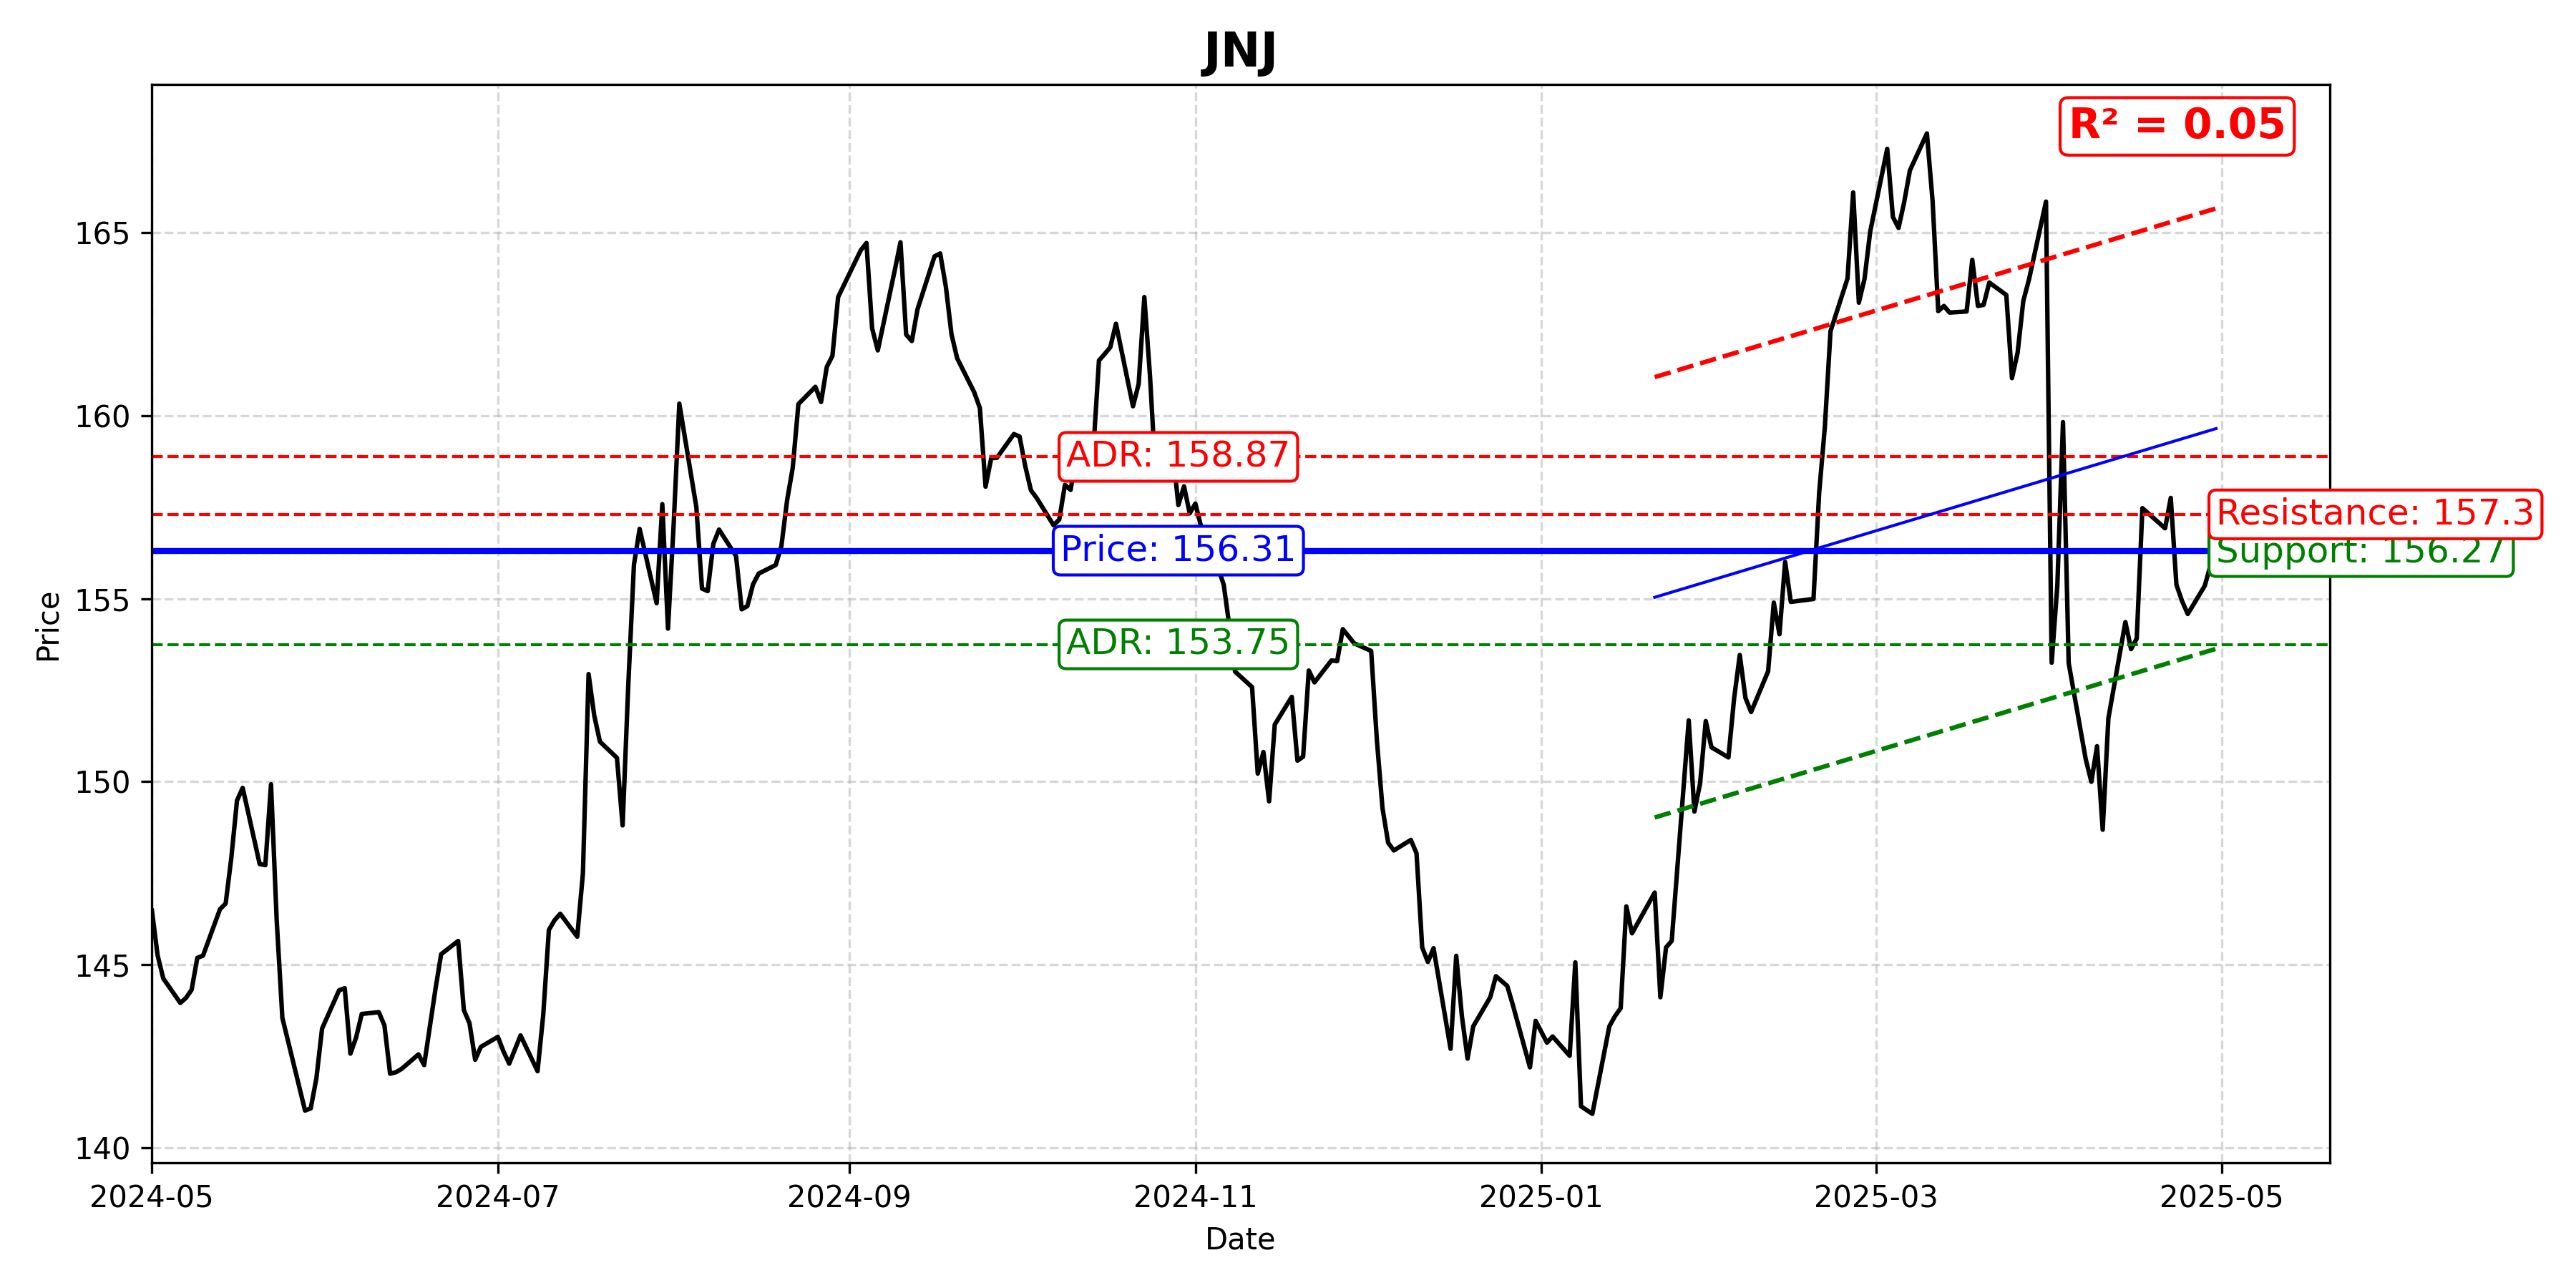 JNJ
R² = 0.05
165
160
ADR: 158.87
Resistance: 157.3
Price: 156.31
Support: 156.27
155
ADR: 153.75
150
145
140
Price
2024-05
2024-07
2024-09
2024-11
2025-01
2025-03
2025-05
Date